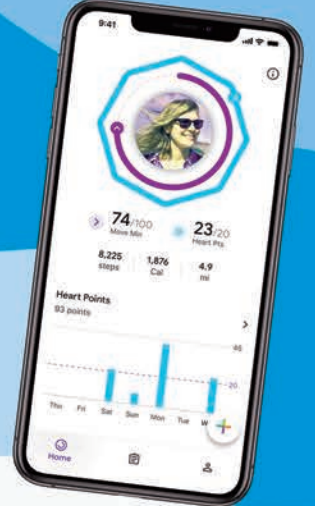 9:41
74/100 23/20
Move Min Heart Pts
8,225 1,876 4.9
steps Cal mi
Heart Points
93 points
45
20
Thu Fri Sat Sun Mon Tue W
Home